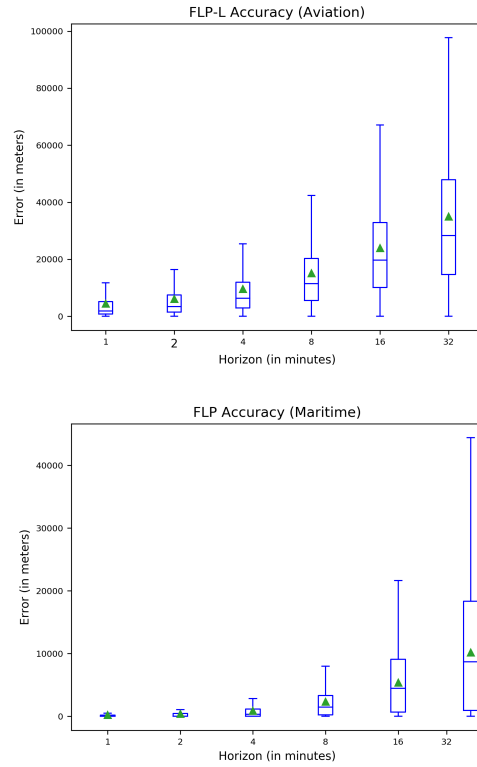 FLP-L Accuracy (Aviation)
100000
80000
60000
40000
20000
0
Error (in meters)
1 2 4 8 16 32
Horizon (in minutes)
FLP Accuracy (Maritime)
40000
30000
20000
10000
0
Error (in meters)
1 2 4 8 16 32
Horizon (in minutes)